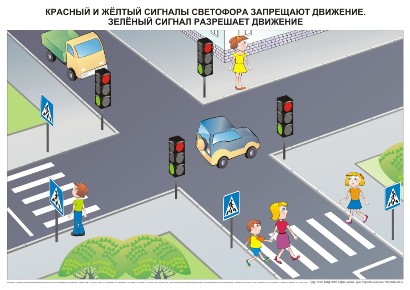 КРАСНЫЙ И ЖЁЛТЫЙ СИГНАЛЫ СВЕТОФОРА ЗАПРЕЩАЮТ ДВИЖЕНИЕ.
ЗЕЛЁНЫЙ СИГНАЛ РАЗРЕШАЕТ ДВИЖЕНИЕ